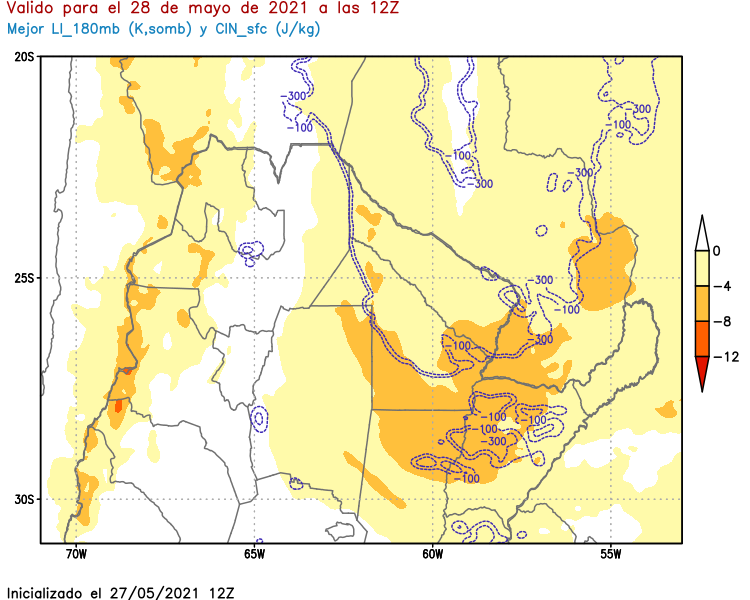 Valido para el 28 de mayo de 2021 a las 12Z
Mejor LI_180mb (K,somb) y CIN_sfc (J/kg)
20S
-300
-100
-300
-100
-100
-300
-300
25S
0
-4
-8
-12
-300
-100
-300
-100
-100
-100
-100
-300
-100
30S
70W
65W
60W
55W
Inicializado el 27/05/2021 12Z